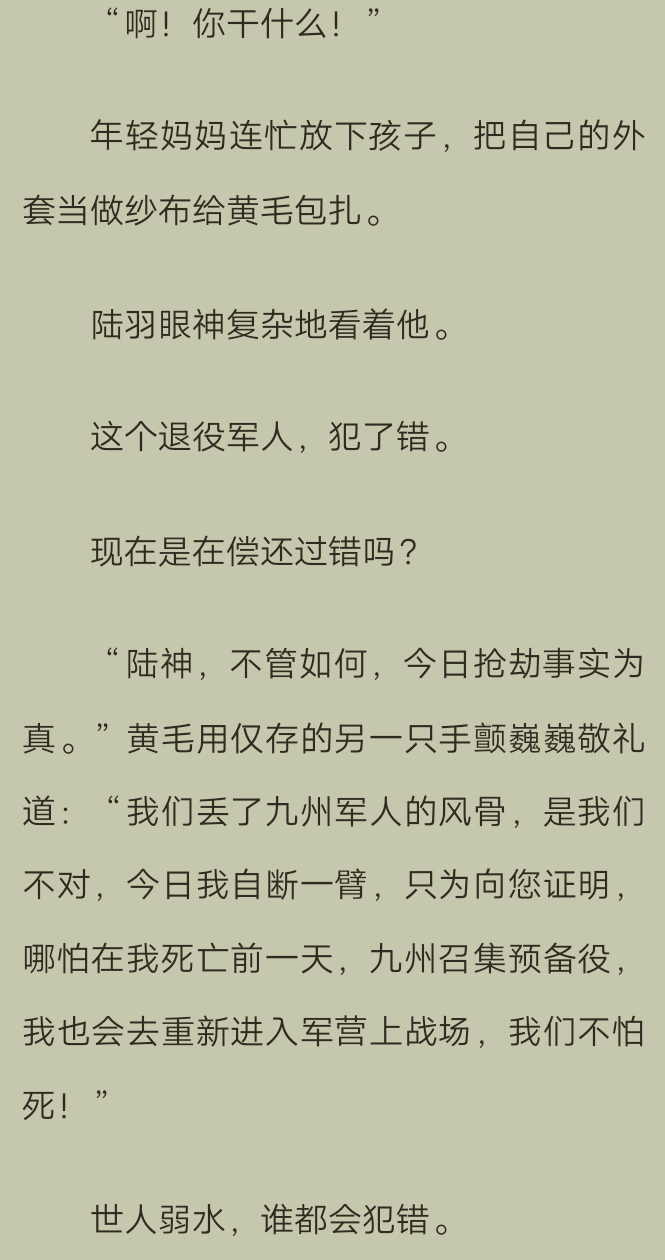 “啊！你干什么！”
年轻妈妈连忙放下孩子，把自己的外
套当做纱布给黄毛包扎。
陆羽眼神复杂地看着他。
这个退役军人，犯了错。
现在是在偿还过错吗？
“陆神，不管如何，今日抢劫事实为
真。”黄毛用仅存的另一只手颤巍巍敬礼
道：“我们丢了九州军人的风骨，是我们
不对，今日我自断一臂，只为向您证明，
哪怕在我死亡前一天，九州召集预备役，
我也会去重新进入军营上战场，我们不怕
死！”
世人弱水，谁都会犯错。